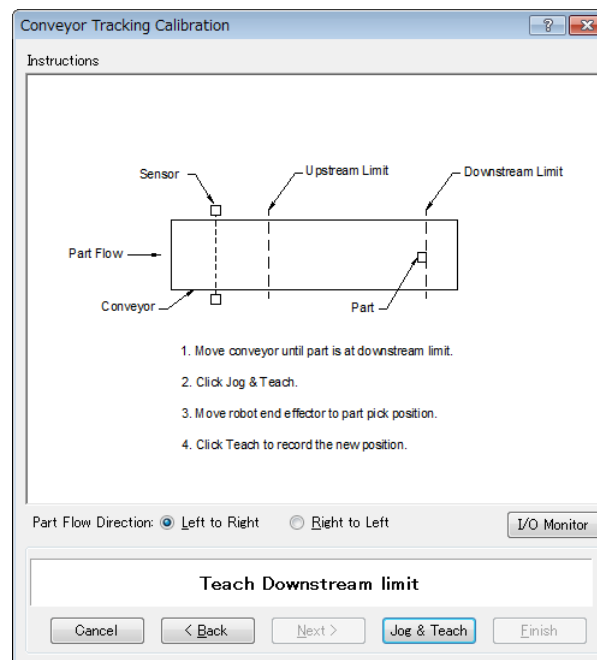 Conveyor Tracking Calibration
Instructions
Sensor
Upstream Limit
Downstream Limit
Part Flow
Conveyor
Part
1. Move conveyor until part is at downstream limit.
2. Click Jog & Teach.
3. Move robot end effector to part pick position.
4. Click Teach to record the new position.
Part Flow Direction: Left to Right Right to Left I/O Monitor
Teach Downstream limit
Cancel < Back Next > Jog & Teach Finish